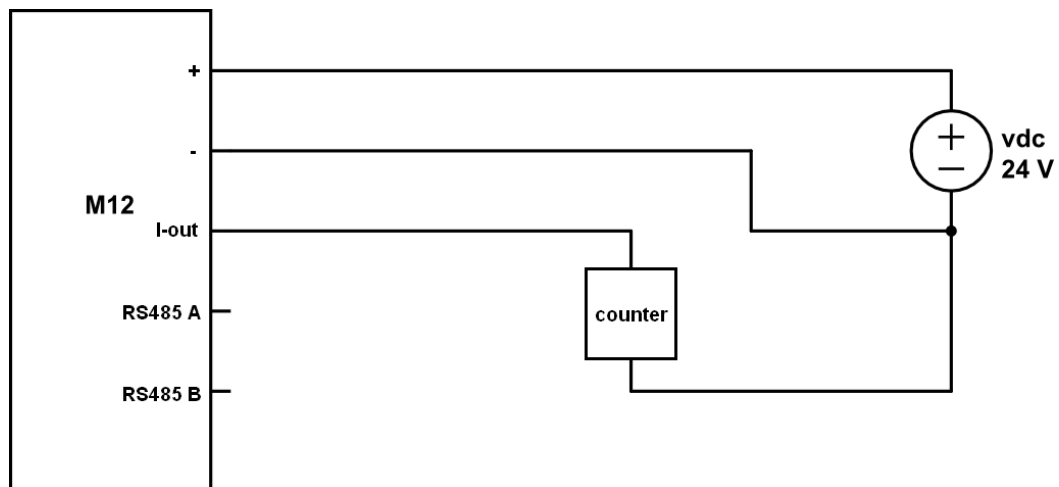 +
-
M12
I-out
RS485 A
RS485 B
counter
+
−
vdc
24 V